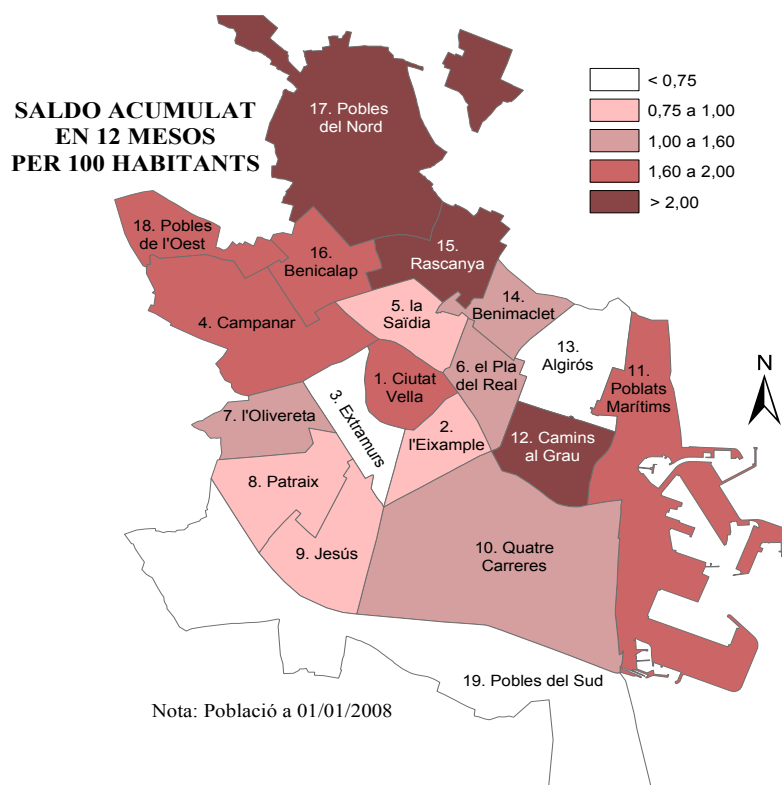 SALDO ACUMULAT
EN 12 MESOS
PER 100 HABITANTS
< 0,75
0,75 a 1,00
1,00 a 1,60
1,60 a 2,00
> 2,00
17. Pobles
del Nord
18. Pobles
de l'Oest
16.
Benicalap
15.
Rascanya
4. Campanar
5. la
Saïdia
14.
Benimaclet
13.
Algirós
11.
Poblats
Marítims
6. el Pla
del Real
1. Ciutat
Vella
3. Extramurs
7. l'Olivereta
2.
l'Eixample
12. Camins
al Grau
8. Patraix
9. Jesús
10. Quatre
Carreres
19. Pobles del Sud
N
Nota: Població a 01/01/2008